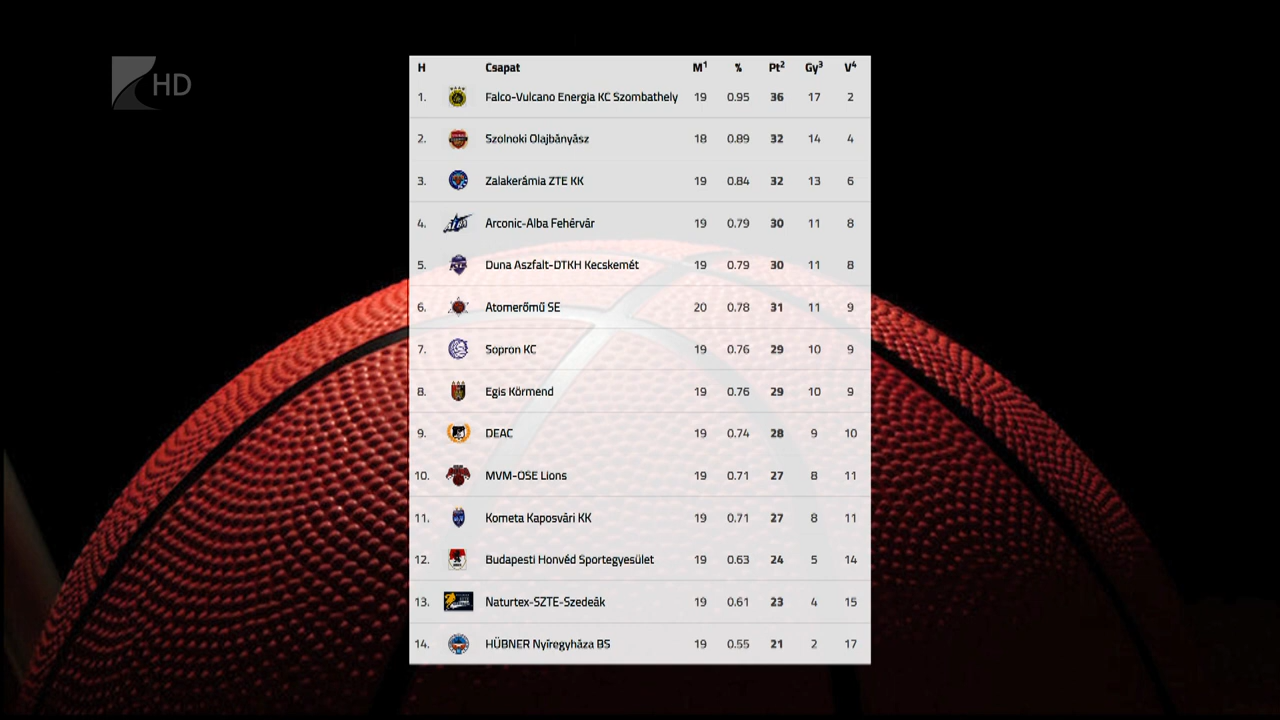 HD
H Csapat M¹ % Pt² Gy³ V⁴
1. Falco-Vulcano Energia KC Szombathely 19 0.95 36 17 2
2. Szolnoki Olajbányász 18 0.89 32 14 4
3. Zalakerámia ZTE KK 19 0.84 32 13 6
4. Arconic-Alba Fehérvár 19 0.79 30 11 8
5. Duna Aszfalt-DTKH Kecskemét 19 0.79 30 11 8
6. Atomerőmű SE 20 0.78 31 11 9
7. Sopron KC 19 0.76 29 10 9
8. Egis Körmend 19 0.76 29 10 9
9. DEAC 19 0.74 28 9 10
10. MVM-OSE Lions 19 0.71 27 8 11
11. Kometa Kaposvári KK 19 0.71 27 8 11
12. Budapesti Honvéd Sportegyesület 19 0.63 24 5 14
13. Naturtex-SZTE-Szedeák 19 0.61 23 4 15
14. HÜBNER Nyíregyháza BS 19 0.55 21 2 17